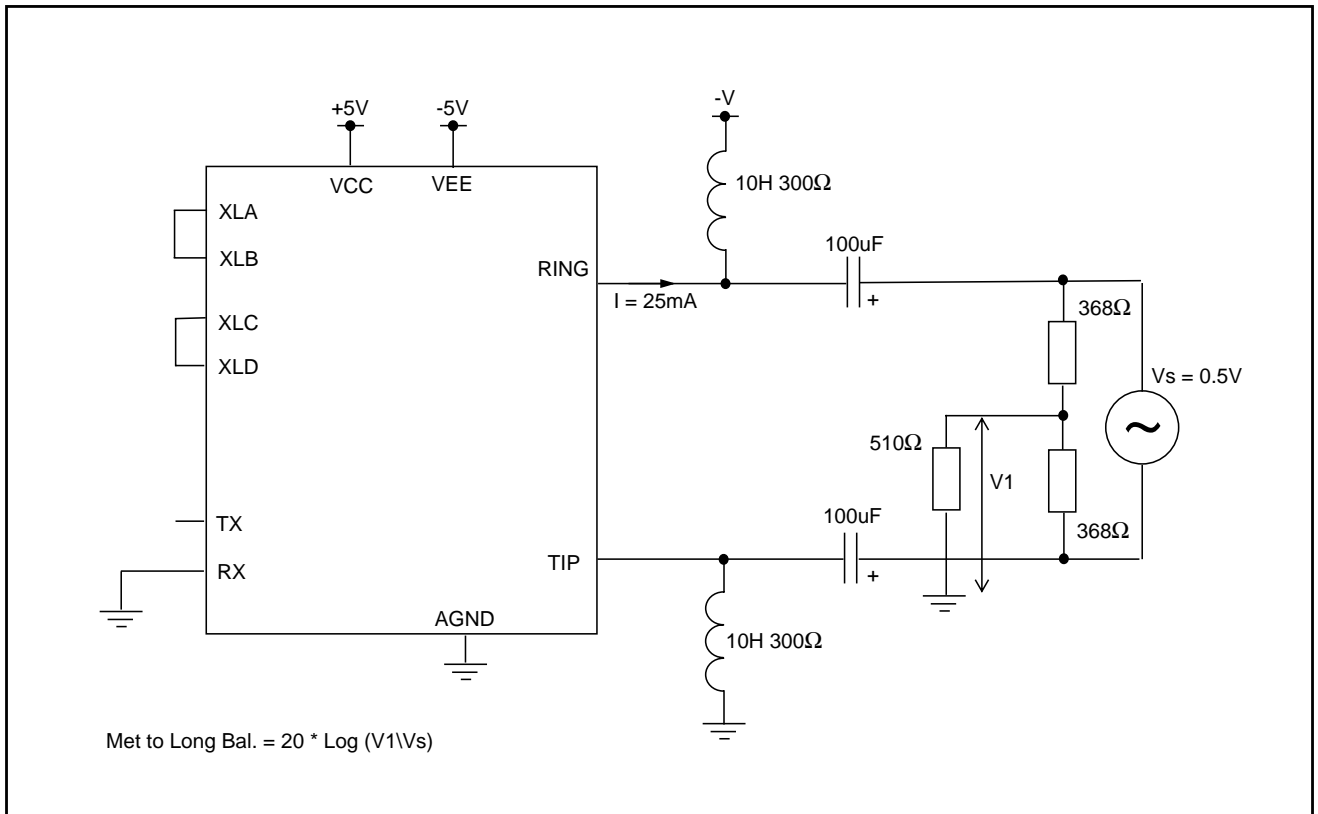 +5V
-5V
-V
VCC
VEE
10H 300Ω
XLA
XLB
100uF
RING
+
I = 25mA
368Ω
XLC
XLD
Vs = 0.5V
~
510Ω
V1
100uF
TX
368Ω
RX
TIP
+
AGND
10H 300Ω
Met to Long Bal. = 20 * Log (V1\Vs)